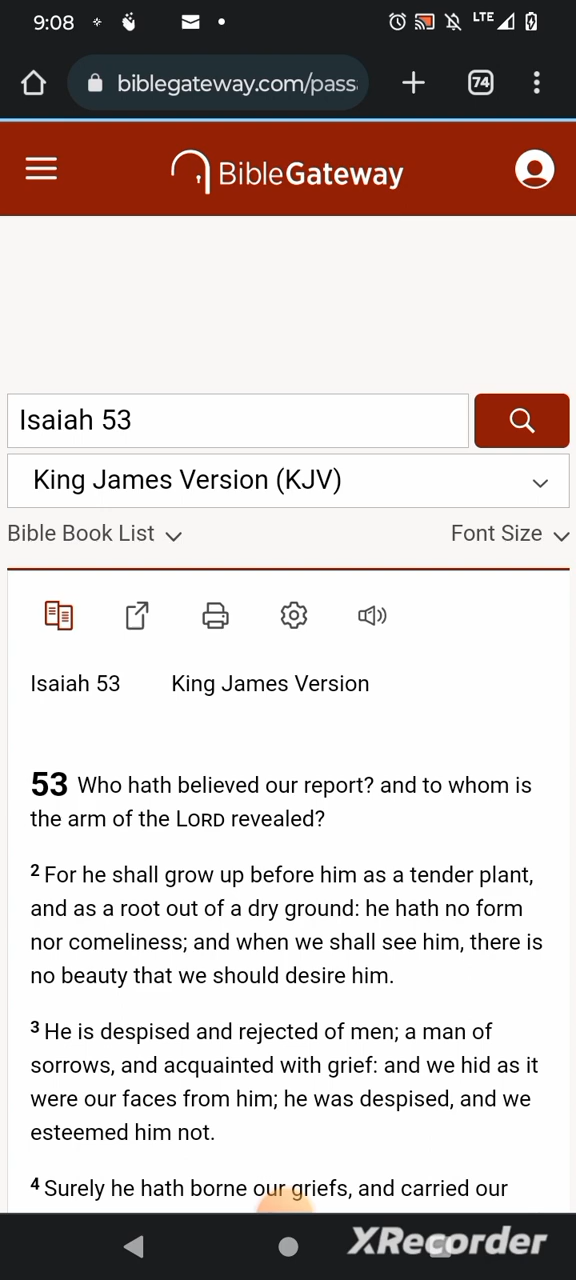 9:08 LTE
biblegateway.com/pass 74
BibleGateway
Isaiah 53
King James Version (KJV)
Bible Book List Font Size
Isaiah 53 King James Version
53 Who hath believed our report? and to whom is
the arm of the LORD revealed?
2 For he shall grow up before him as a tender plant,
and as a root out of a dry ground: he hath no form
nor comeliness; and when we shall see him, there is
no beauty that we should desire him.
3 He is despised and rejected of men; a man of
sorrows, and acquainted with grief: and we hid as it
were our faces from him; he was despised, and we
esteemed him not.
4 Surely he hath borne our griefs, and carried our
XRecorder